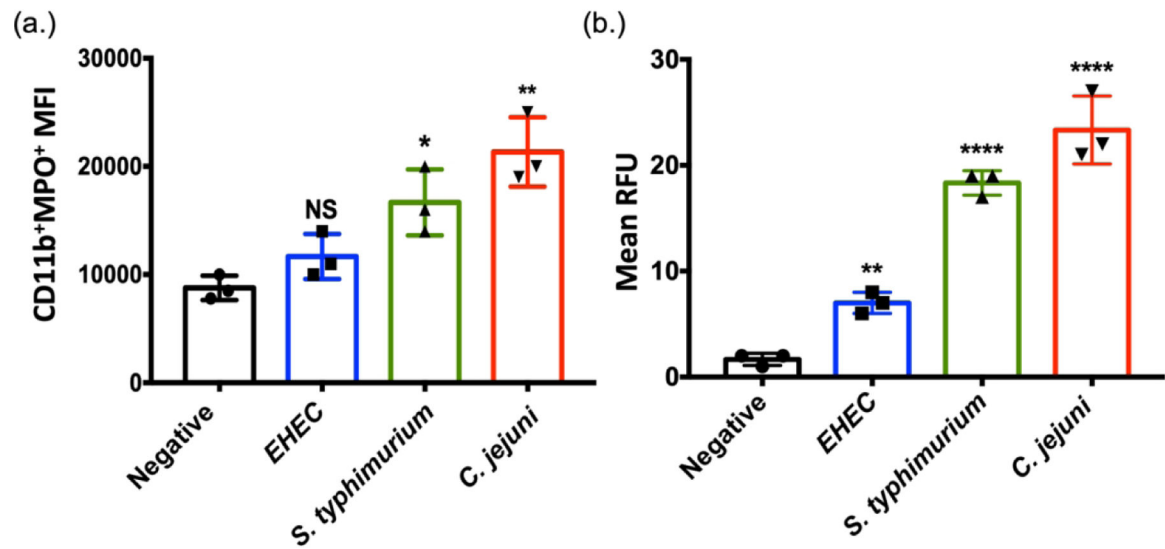 (a.)
CD11b⁺MPO⁺ MFI
30000
20000
10000
0
NS
*
**
Negative
EHEC
S. typhimurium
C. jejuni
(b.)
Mean RFU
30
20
10
0
**
****
****
Negative
EHEC
S. typhimurium
C. jejuni